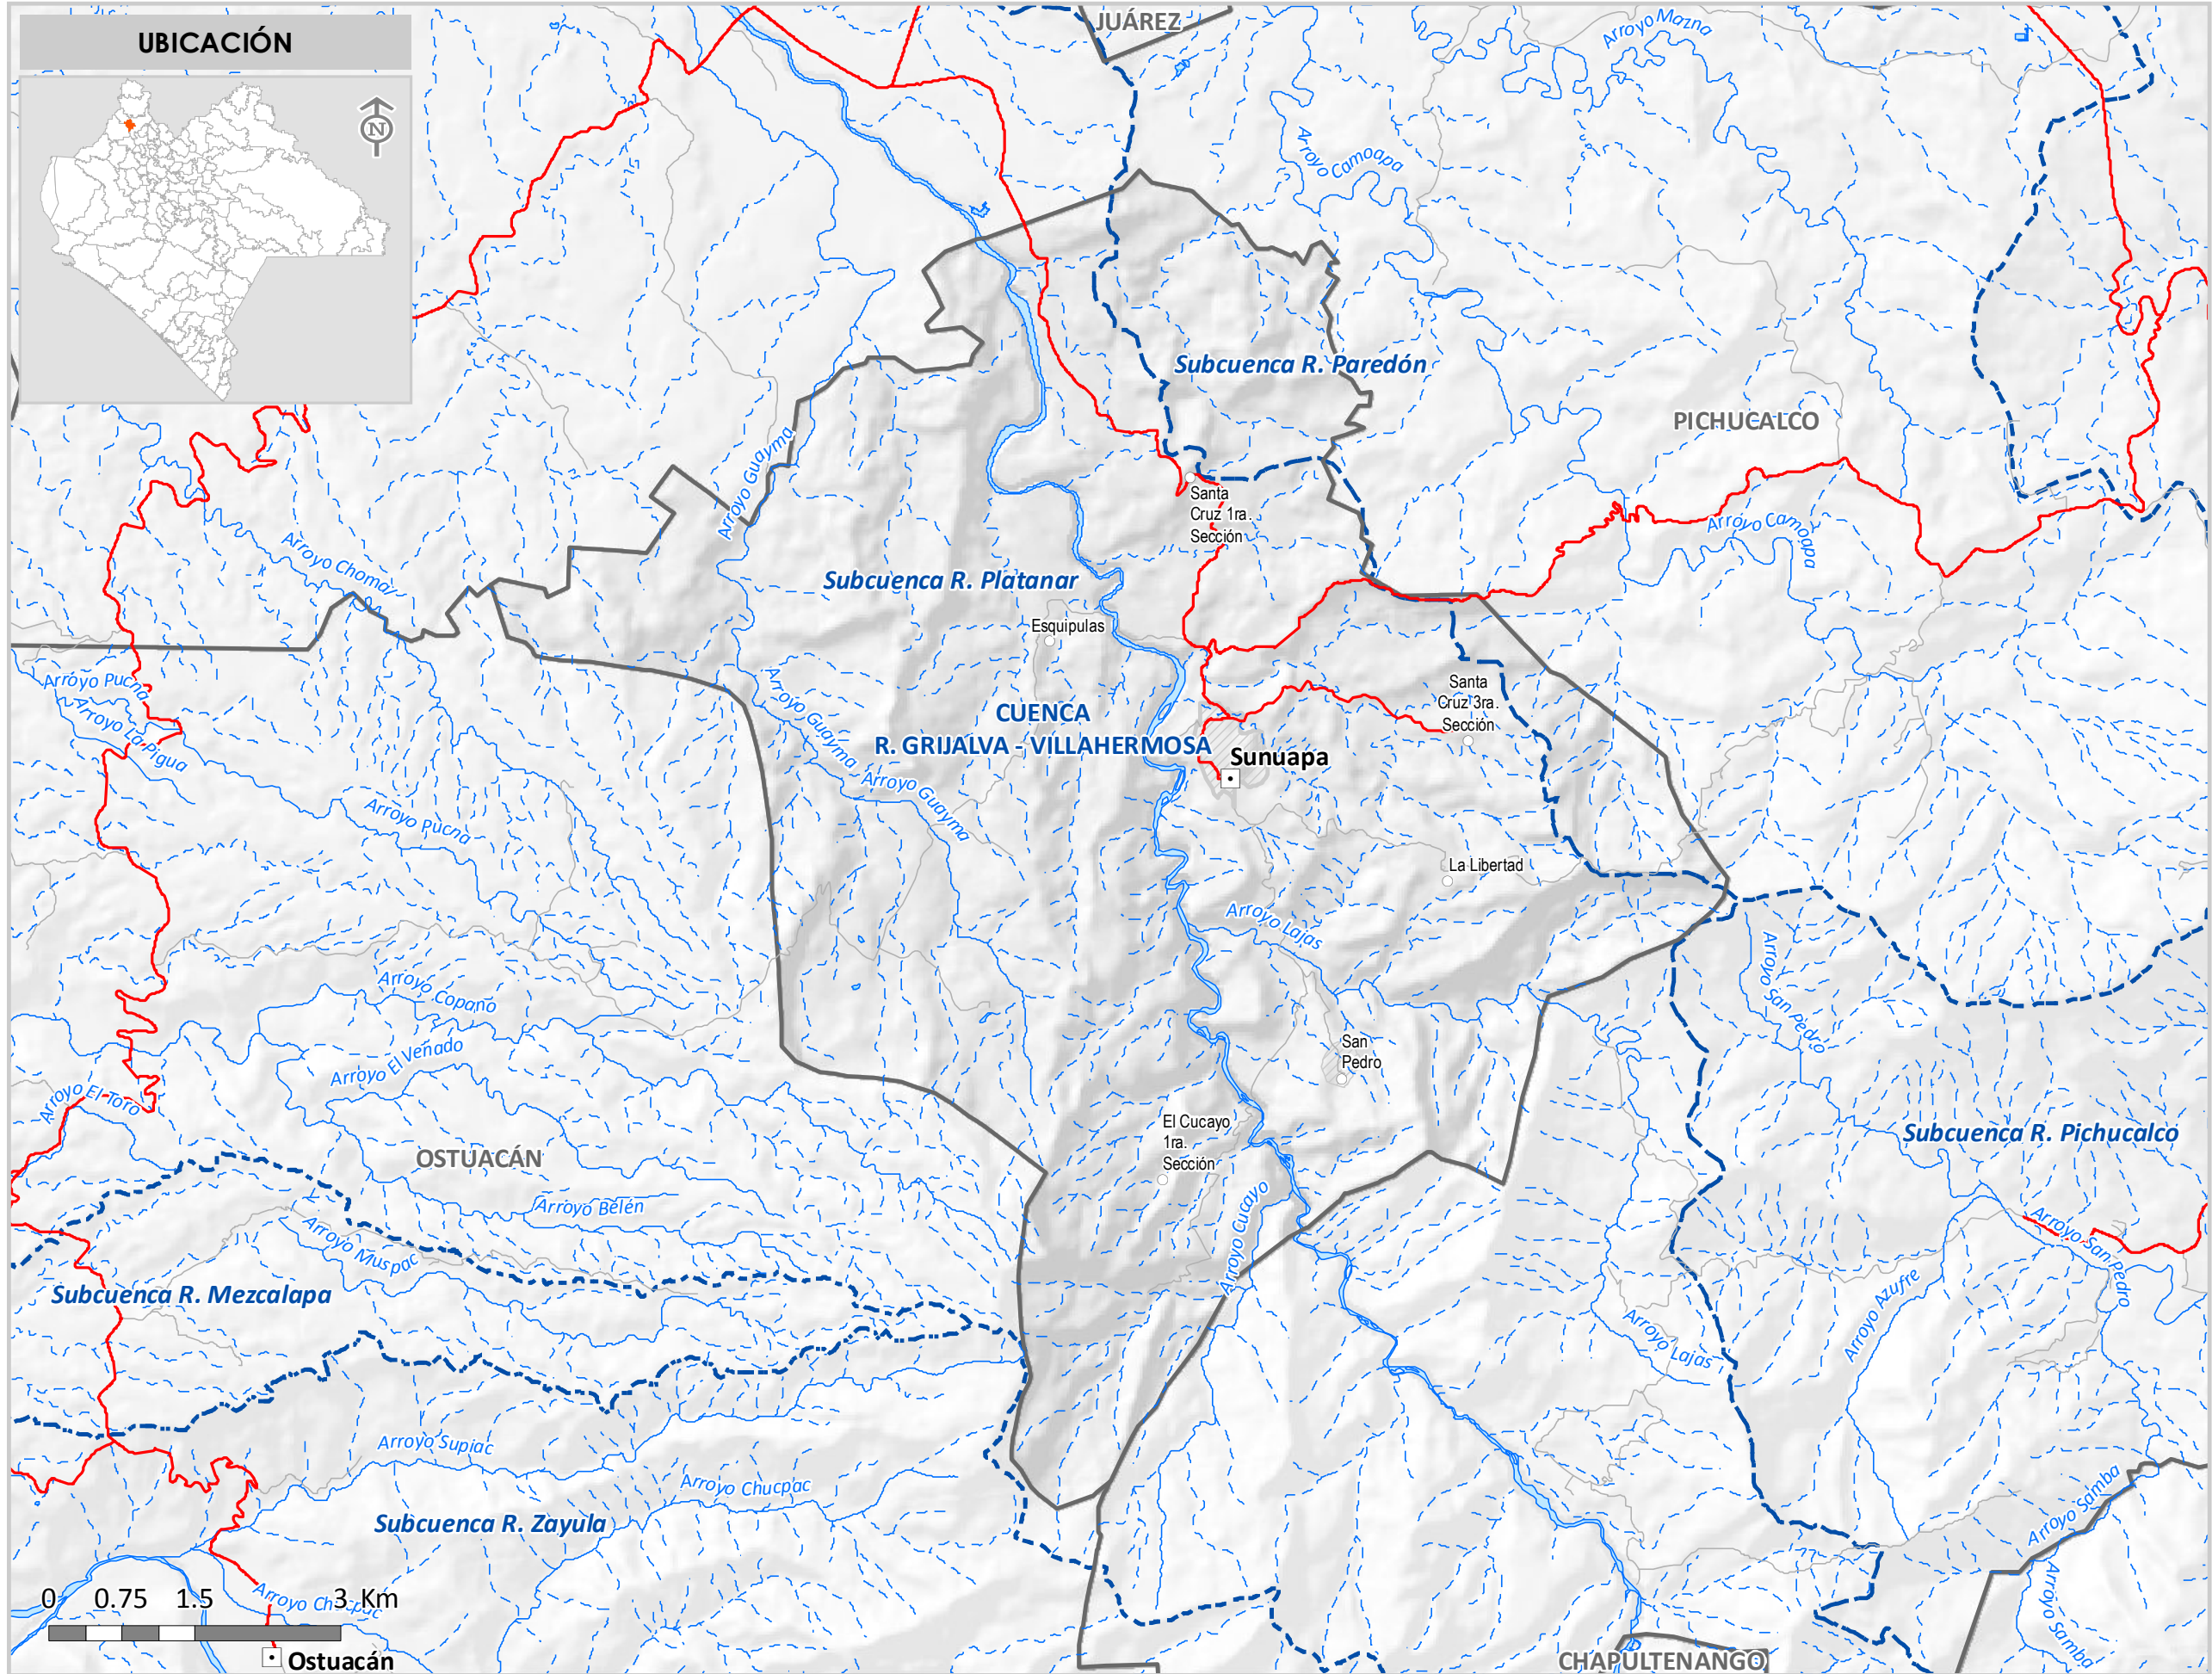 UBICACIÓN
N
JUÁREZ
Arroyo Mazna
Arroyo Camoapa
Subcuenca R. Paredón
PICHUCALCO
Arroyo Guayma
Santa
Cruz 1ra.
Sección
Arroyo Camoapa
Arroyo Chomal
Subcuenca R. Platanar
Esquipulas
Arroyo Pucna
Arroyo La Pigua
Arroyo Guayma
Santa
Cruz 3ra.
Sección
CUENCA
R. GRIJALVA - VILLAHERMOSA
Sunuapa
Arroyo Guayma
Arroyo Pucna
La Libertad
Arroyo Lajas
Arroyo San Pedro
Arroyo Copano
Arroyo El Venado
San
Pedro
Arroyo El Toro
El Cucayo
1ra.
Sección
Subcuenca R. Pichucalco
OSTUACÁN
Arroyo Belén
Arroyo Cucayo
Arroyo Muspac
Arroyo San Pedro
Subcuenca R. Mezcalapa
Arroyo Azufre
Arroyo Lajas
Arroyo Supiac
Arroyo Chucpac
Arroyo Samba
Subcuenca R. Zayula
0 0.75 1.5 3 Km
Arroyo Chucpac
Arroyo Samba
Ostuacán
CHAPULTENANGO